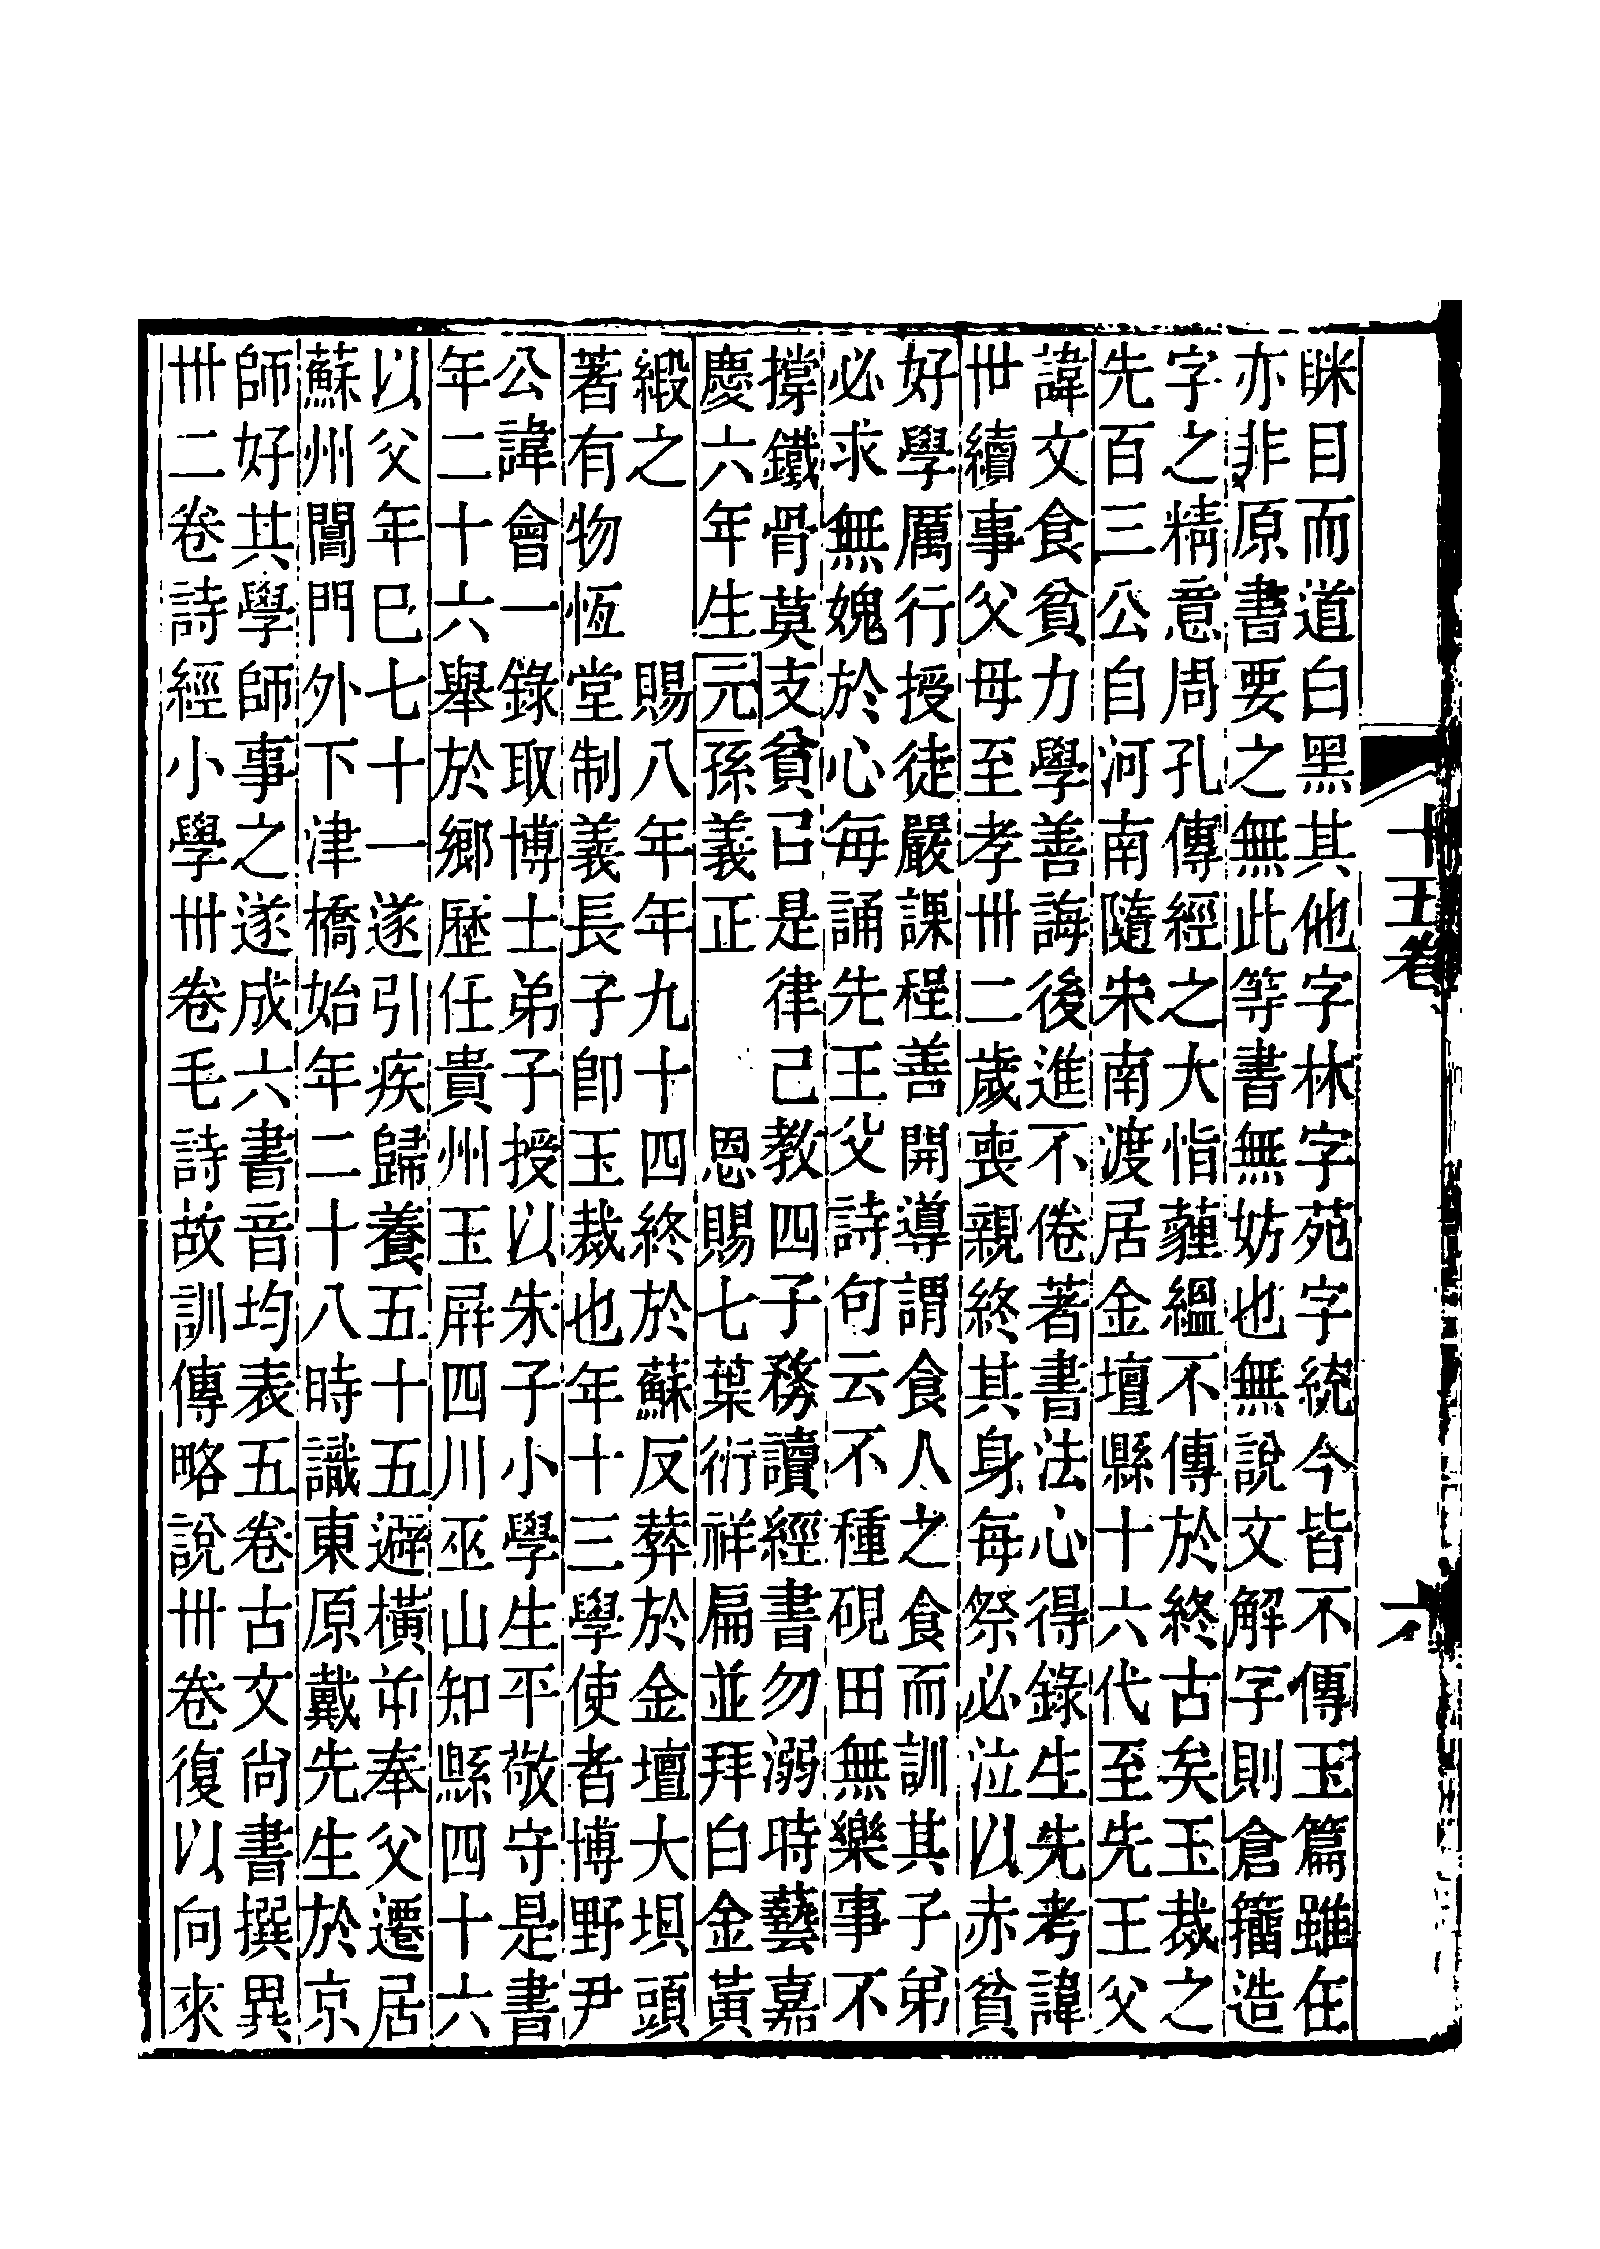 十五卷
六
眯目而道白黑其他字林字苑字統今皆不傳玉篇雖在
亦非原書要之無此等書無妨也無說文解字則倉籒造
字之精意周孔傳經之大恉薶縕不傳於終古矣玉裁之
先百三公自河南隨宋南渡居金壇縣十六代至先王父
諱文食貧力學善誨後進不倦著書法心得錄生先考諱
世續事父母至孝卅二歲喪親終其身每祭必泣以赤貧
好學厲行授徒嚴課程善開導謂食人之食而訓其子弟
必求無媿於心每誦先王父詩句云不種硯田無樂事不
撐鐵骨莫支貧㠯是律己教四子務讀經書勿溺時藝嘉
慶六年生元孫義正　恩賜七葉衍祥扁並拜白金黃
緞之　賜八年年九十四終於蘇反葬於金壇大垻頭
著有物恆堂制義長子卽玉裁也年十三學使者博野尹
公諱會一錄取博士弟子授以朱子小學生平敬守是書
年二十六舉於鄉歷任貴州玉屛四川巫山知縣四十六
以父年已七十一遂引疾歸養五十五避橫屰奉父遷居
蘇州閶門外下津橋始年二十八時識東原戴先生於京
師好其學師事之遂成六書音均表五卷古文尚書撰異
卅二卷詩經小學卅卷毛詩故訓傳略說卅卷復以向來